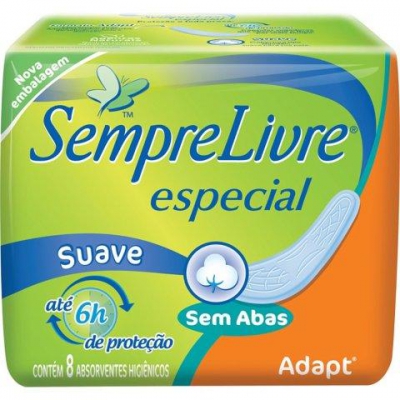 Nova
embalagem
™
SempreLivre®
especial
Suave
até 6h
de proteção
Sem Abas
CONTÉM 8 ABSORVENTES HIGIÊNICOS
Adapt®